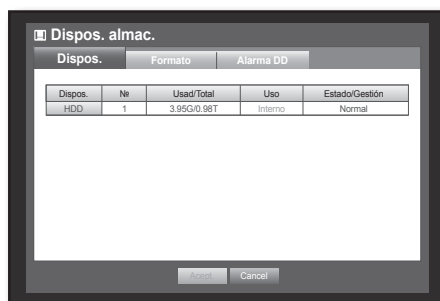 Dispos. almac.
Dispos. Formato Alarma DD
Dispos. № Usad/Total Uso Estado/Gestión
HDD 1 3.95G/0.98T Interno Normal
Acept. Cancel